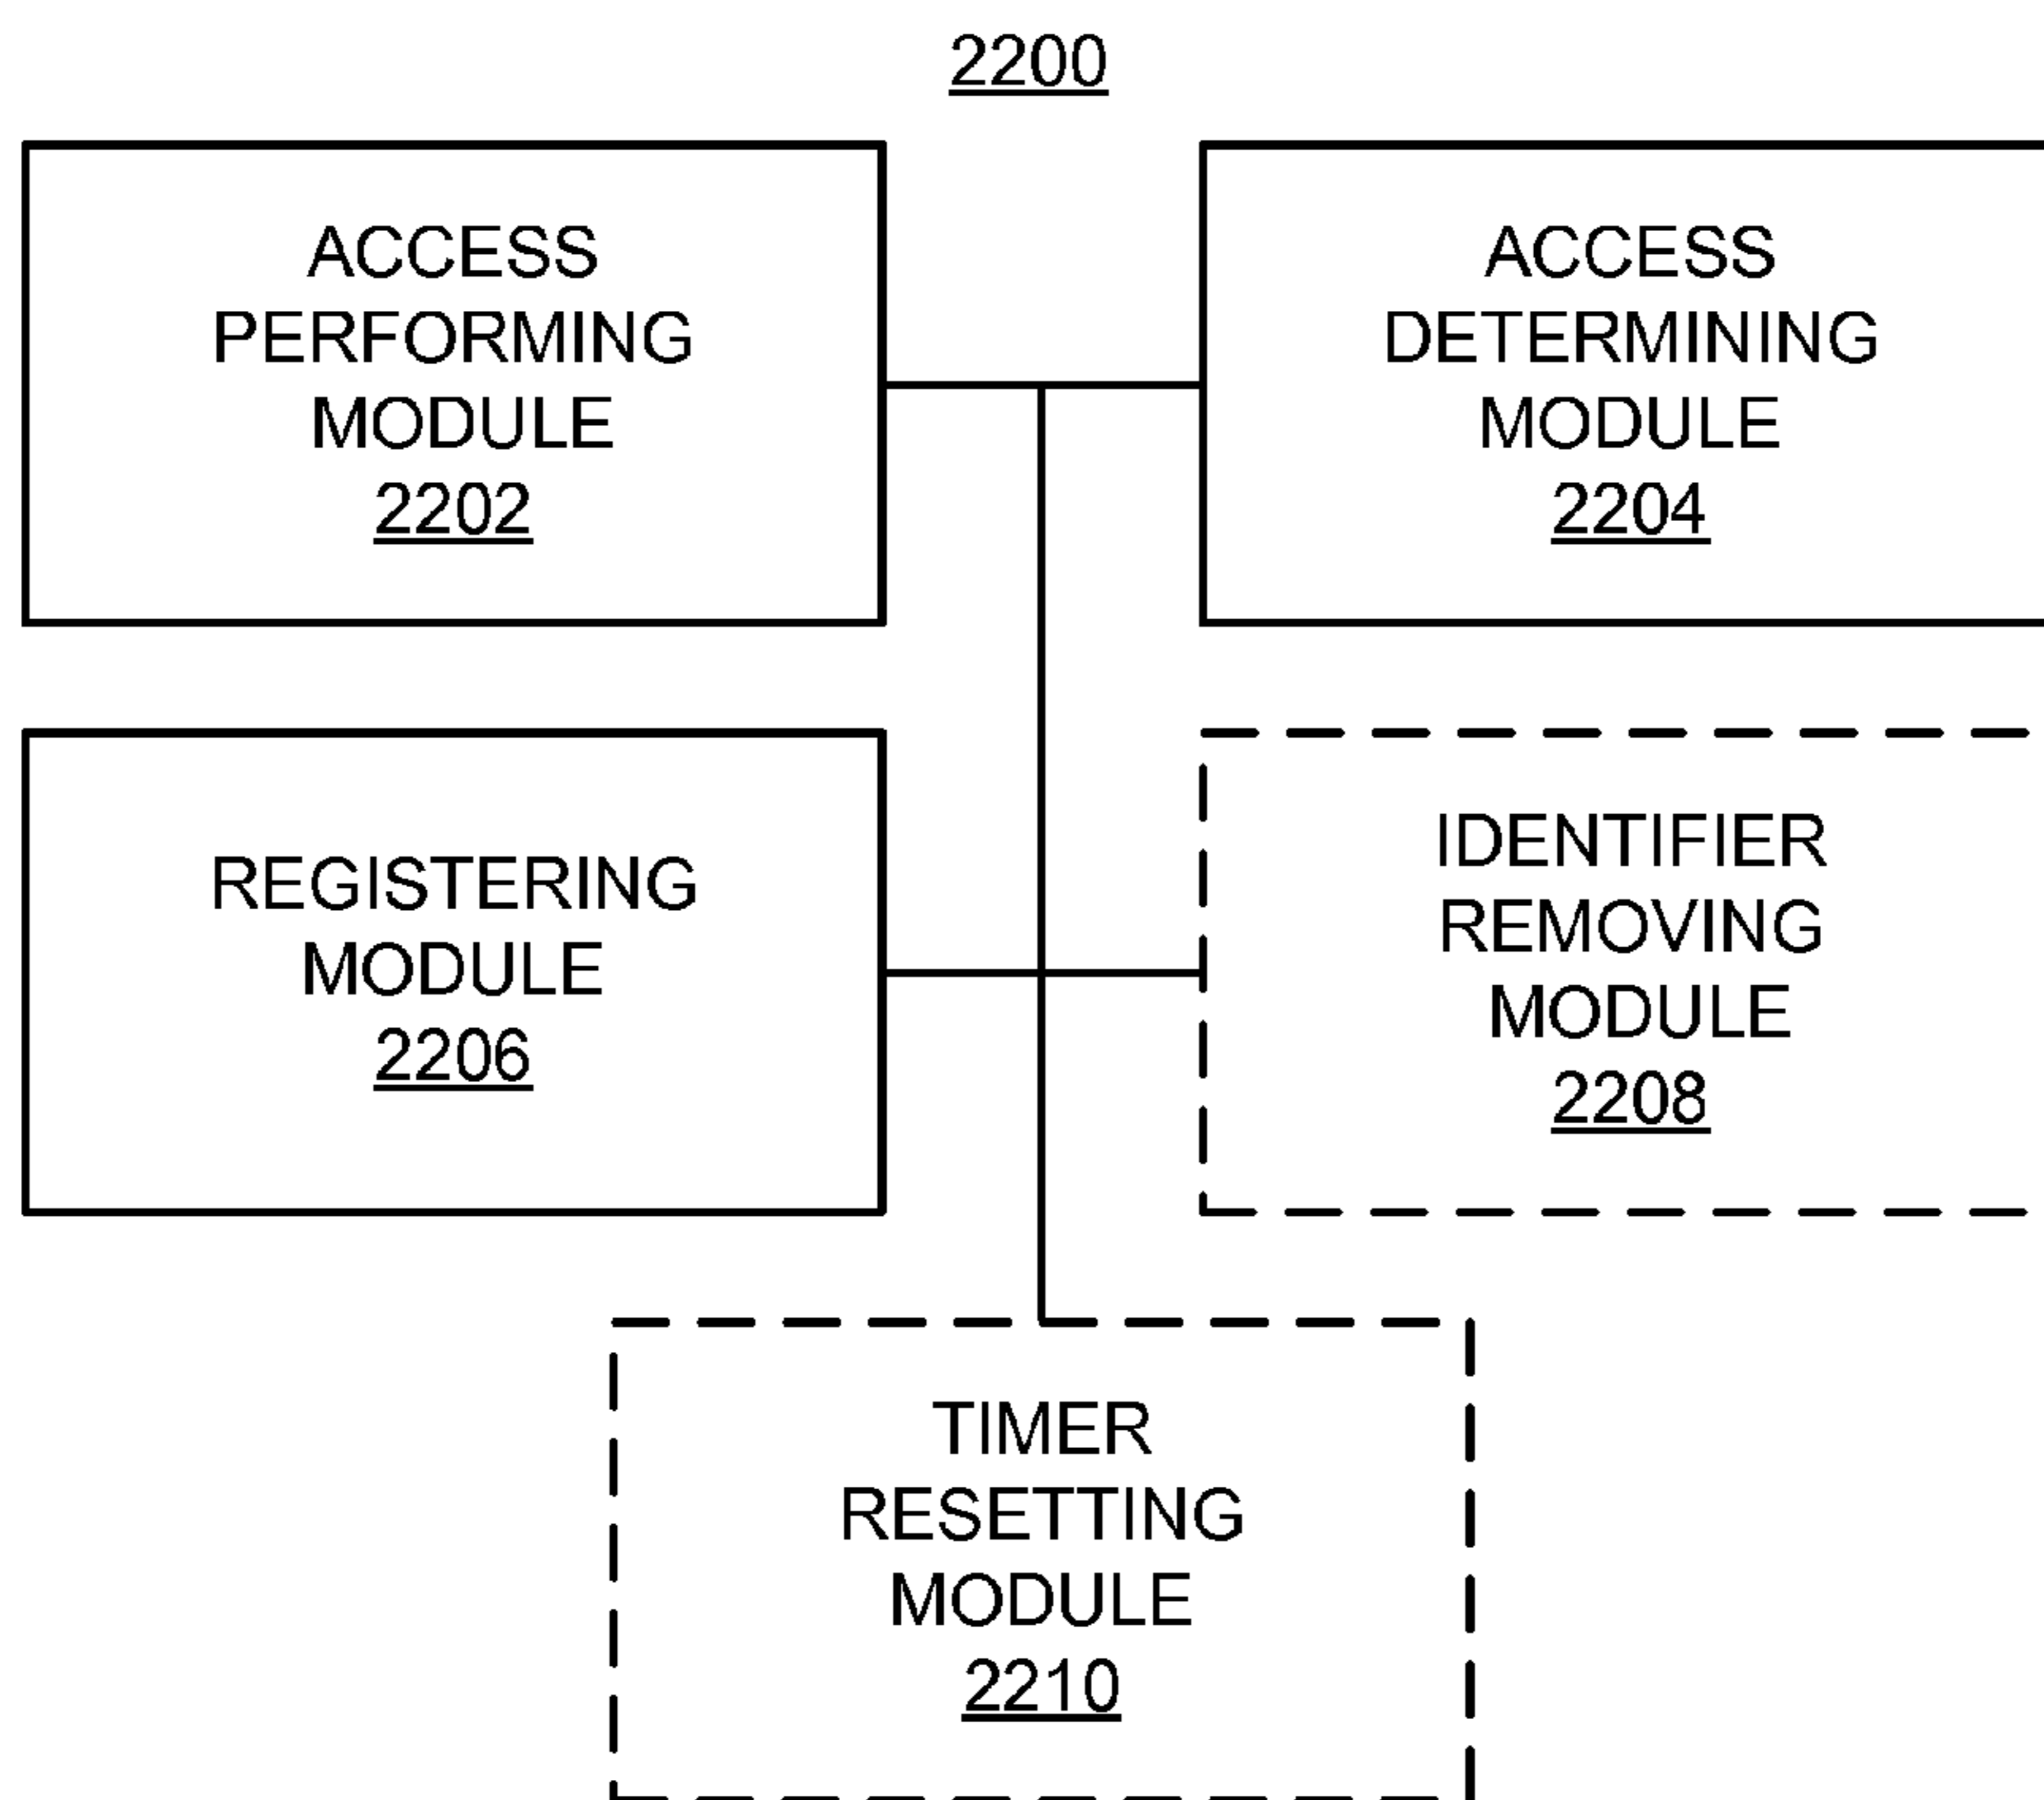 2200
ACCESS
PERFORMING
MODULE
2202
ACCESS
DETERMINING
MODULE
2204
REGISTERING
MODULE
2206
IDENTIFIER
REMOVING
MODULE
2208
TIMER
RESETTING
MODULE
2210